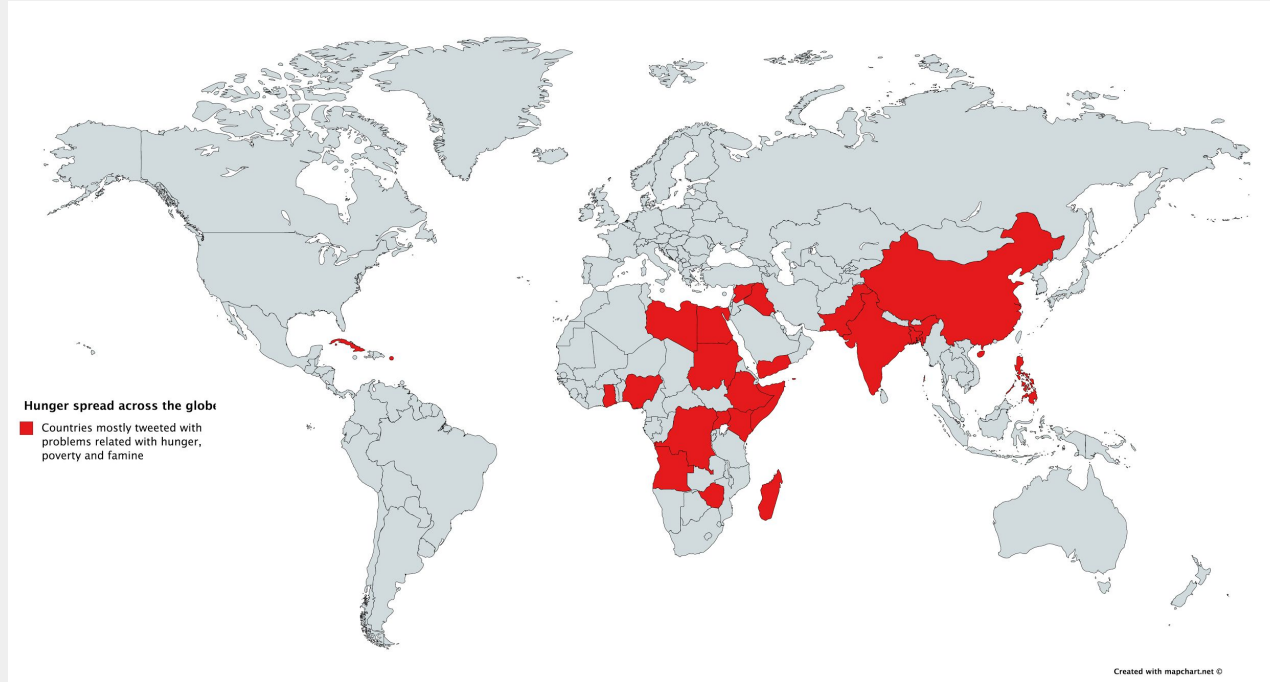 Hunger spread across the globe
Countries mostly tweeted with
problems related with hunger,
poverty and famine
Created with mapchart.net ©